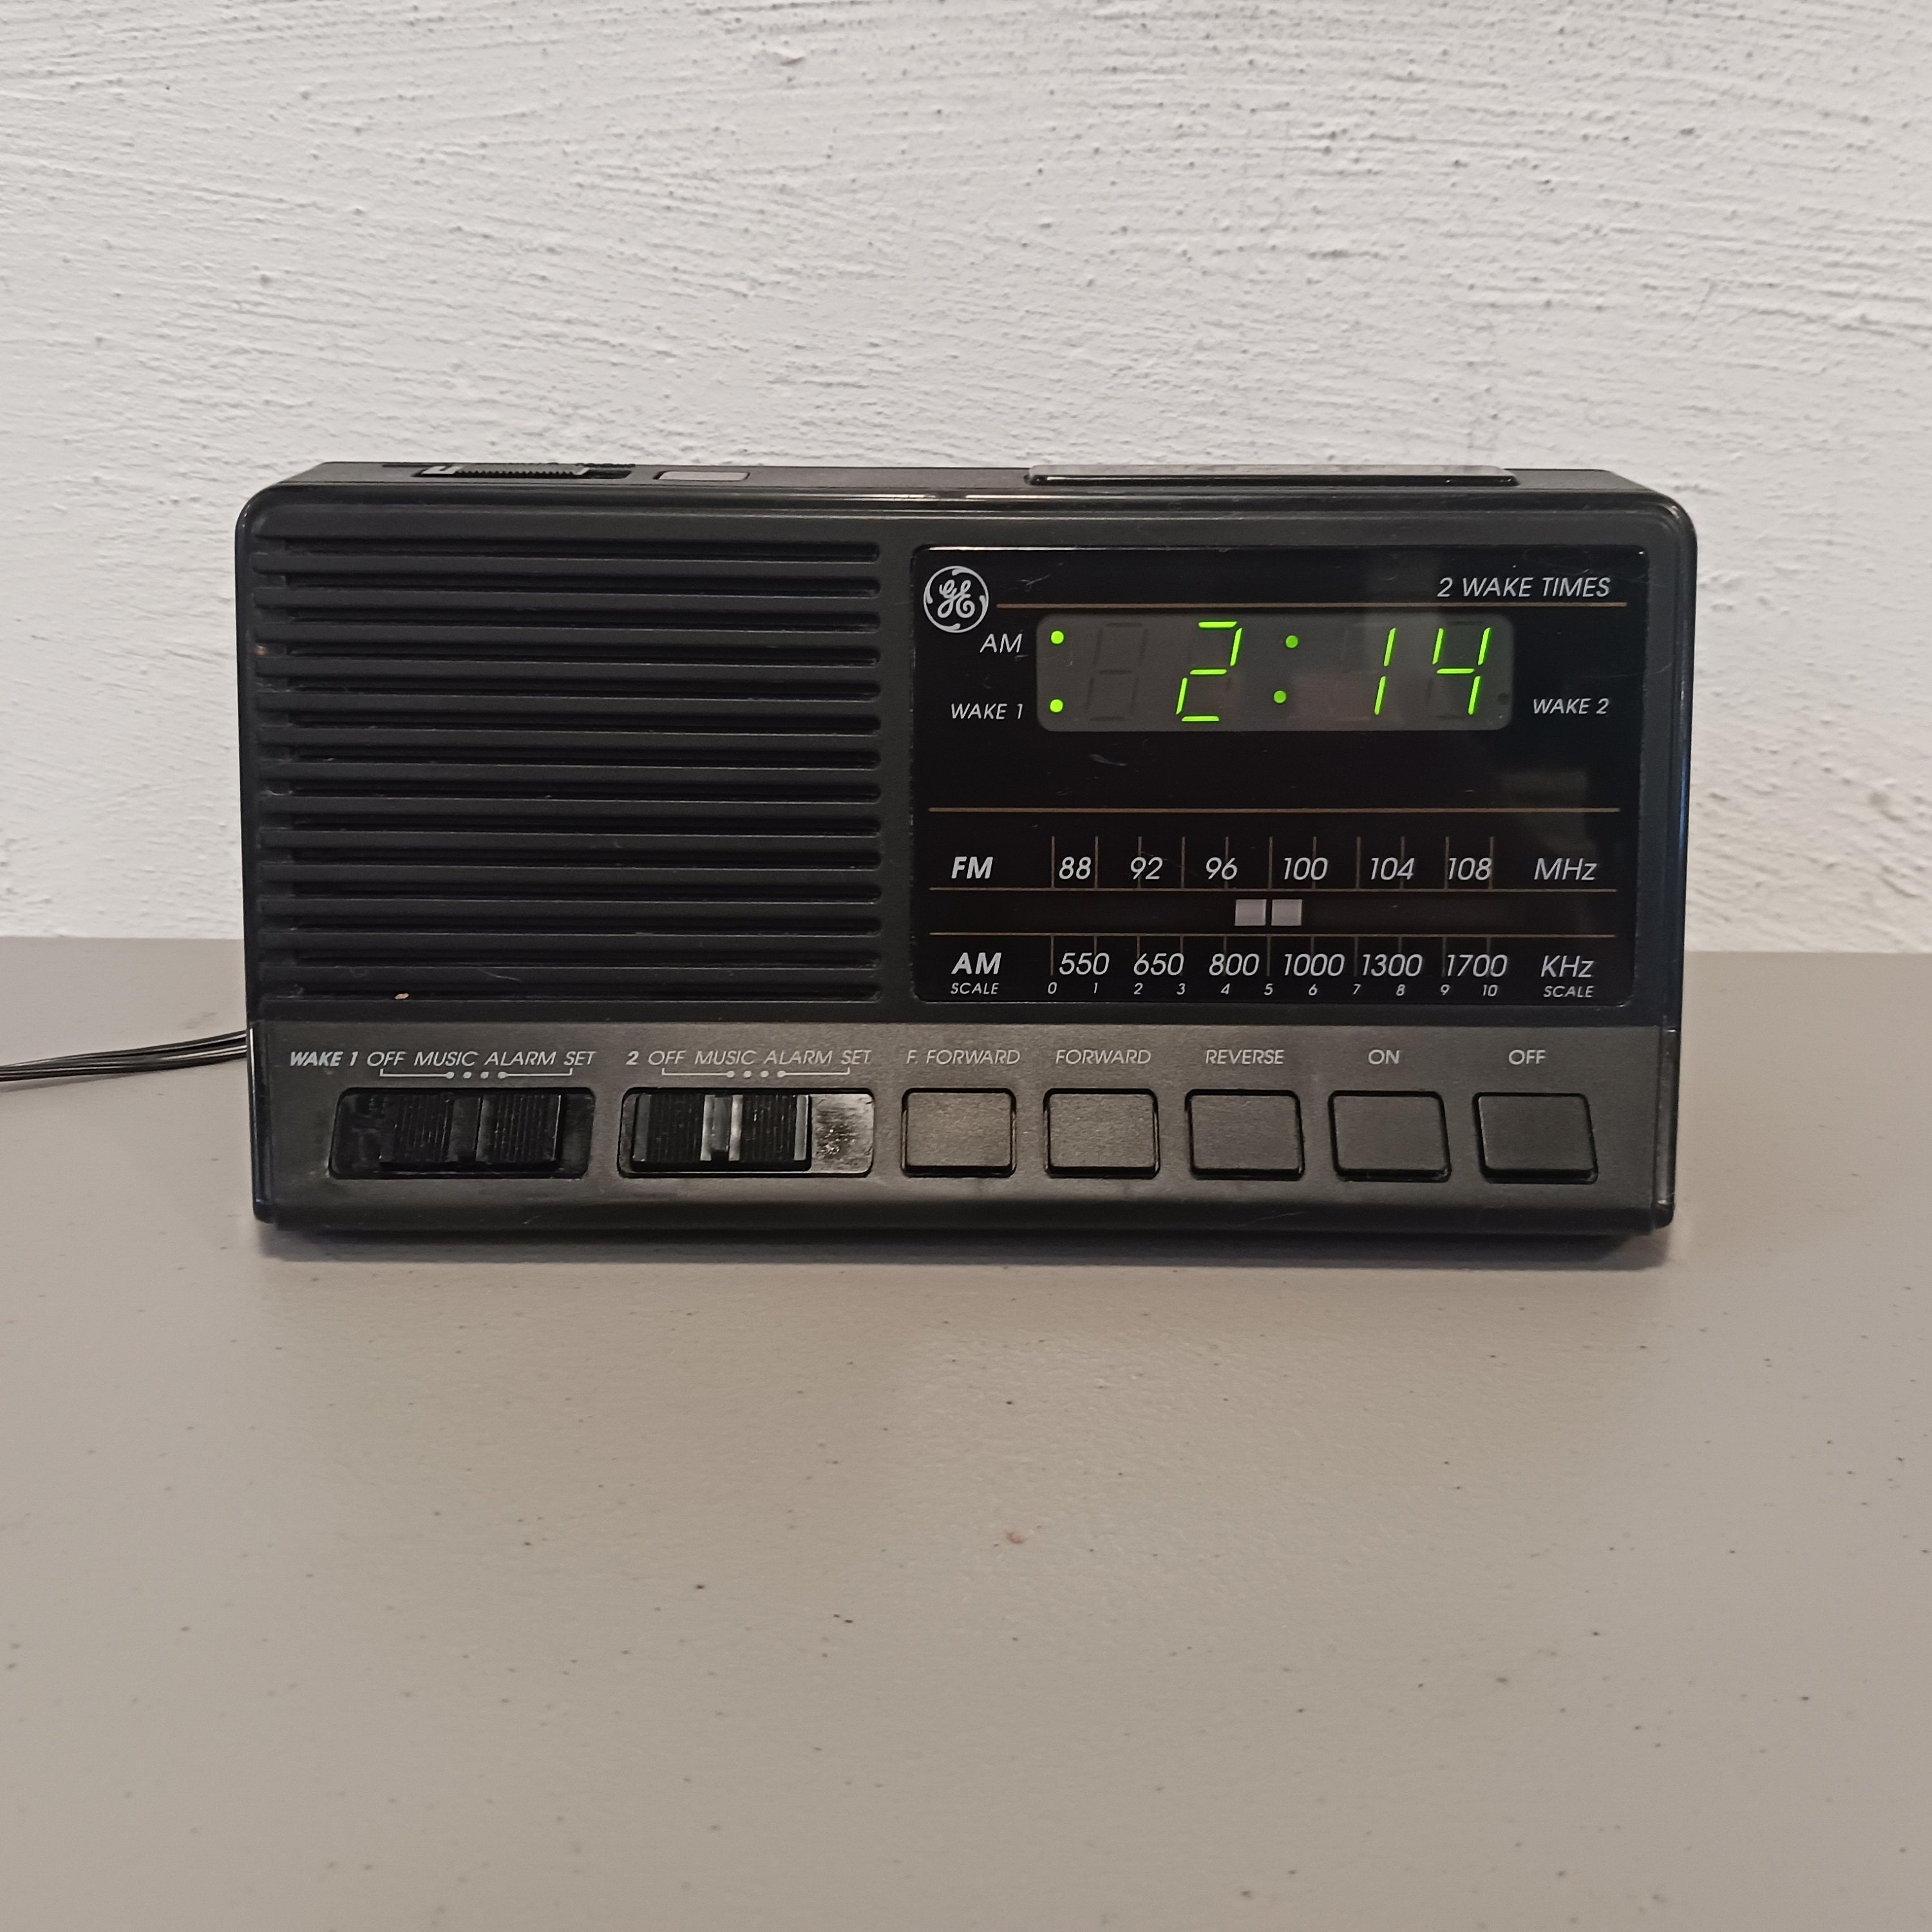 GE
2 WAKE TIMES
AM 2:14
WAKE 1 WAKE 2
FM 88 92 96 100 104 108 MHz
AM 550 650 800 1000 1300 1700 KHz
SCALE 0 1 2 3 4 5 6 7 8 9 10 SCALE
WAKE 1 OFF MUSIC ALARM SET 2 OFF MUSIC ALARM SET F. FORWARD FORWARD REVERSE ON OFF